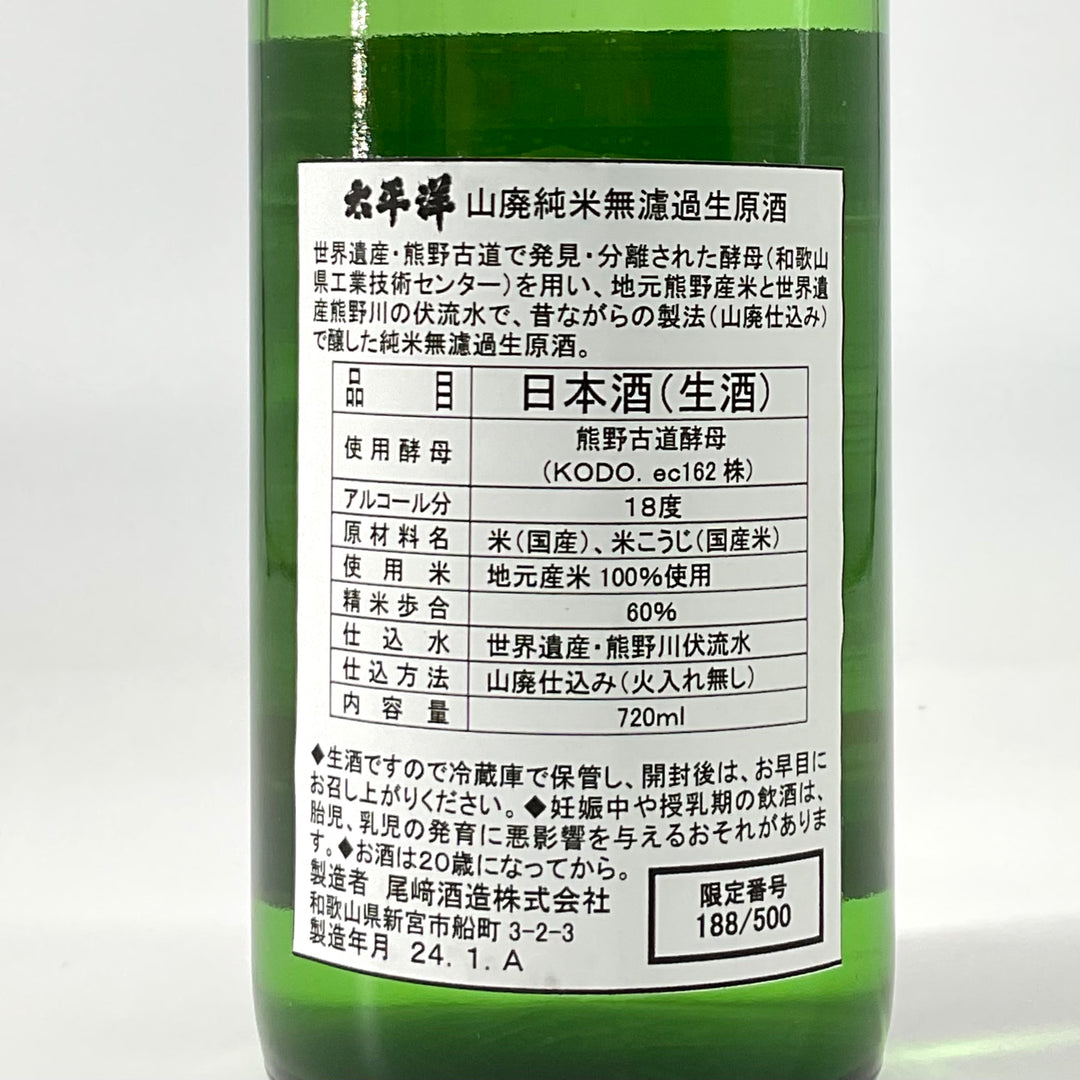 太平洋 山廃純米無濾過生原酒
世界遺産・熊野古道で発見・分離された酵母(和歌山
県工業技術センター)を用い、地元熊野産米と世界遺
産熊野川の伏流水で、昔ながらの製法(山廃仕込み)
で醸した純米無濾過生原酒。
品目 日本酒(生酒)
使用酵母 熊野古道酵母
(KODO. ec162株)
アルコール分 18度
原材料名 米(国産)、米こうじ(国産米)
使用米 地元産米100%使用
精米歩合 60%
仕込水 世界遺産・熊野川伏流水
仕込方法 山廃仕込み(火入れ無し)
内容量 720ml
◆生酒ですので冷蔵庫で保管し、開封後は、お早目に
お召し上がりください。◆妊娠中や授乳期の飲酒は、
胎児、乳児の発育に悪影響を与えるおそれがありま
す。◆お酒は20歳になってから。
製造者 尾﨑酒造株式会社
和歌山県新宮市船町 3-2-3
製造年月 24.1.A
限定番号
188/500